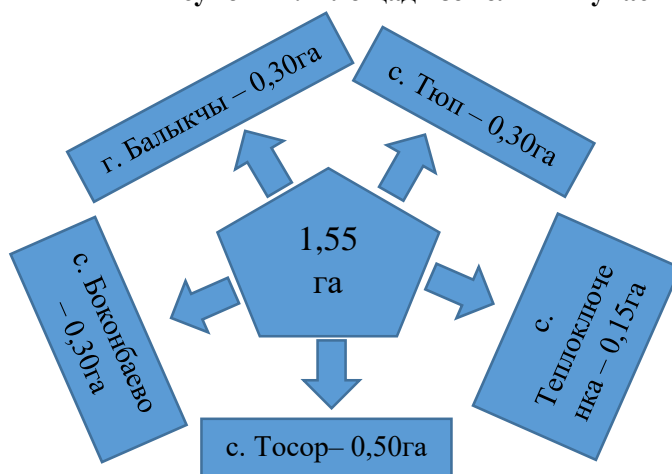 г. Балыкчы – 0,30га
с. Тюп – 0,30га
1,55
га
с. Боконбаево
– 0,30га
с.
Теплоключе
нка – 0,15га
с. Тосор– 0,50га